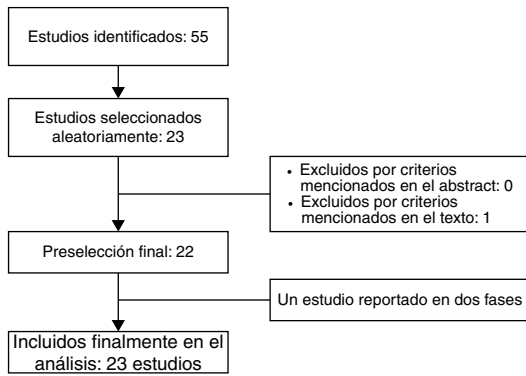 Estudios identificados: 55
Estudios seleccionados
aleatoriamente: 23
• Excluidos por criterios
mencionados en el abstract: 0
• Excluidos por criterios
mencionados en el texto: 1
Preselección final: 22
Un estudio reportado en dos fases
Incluidos finalmente en el
análisis: 23 estudios